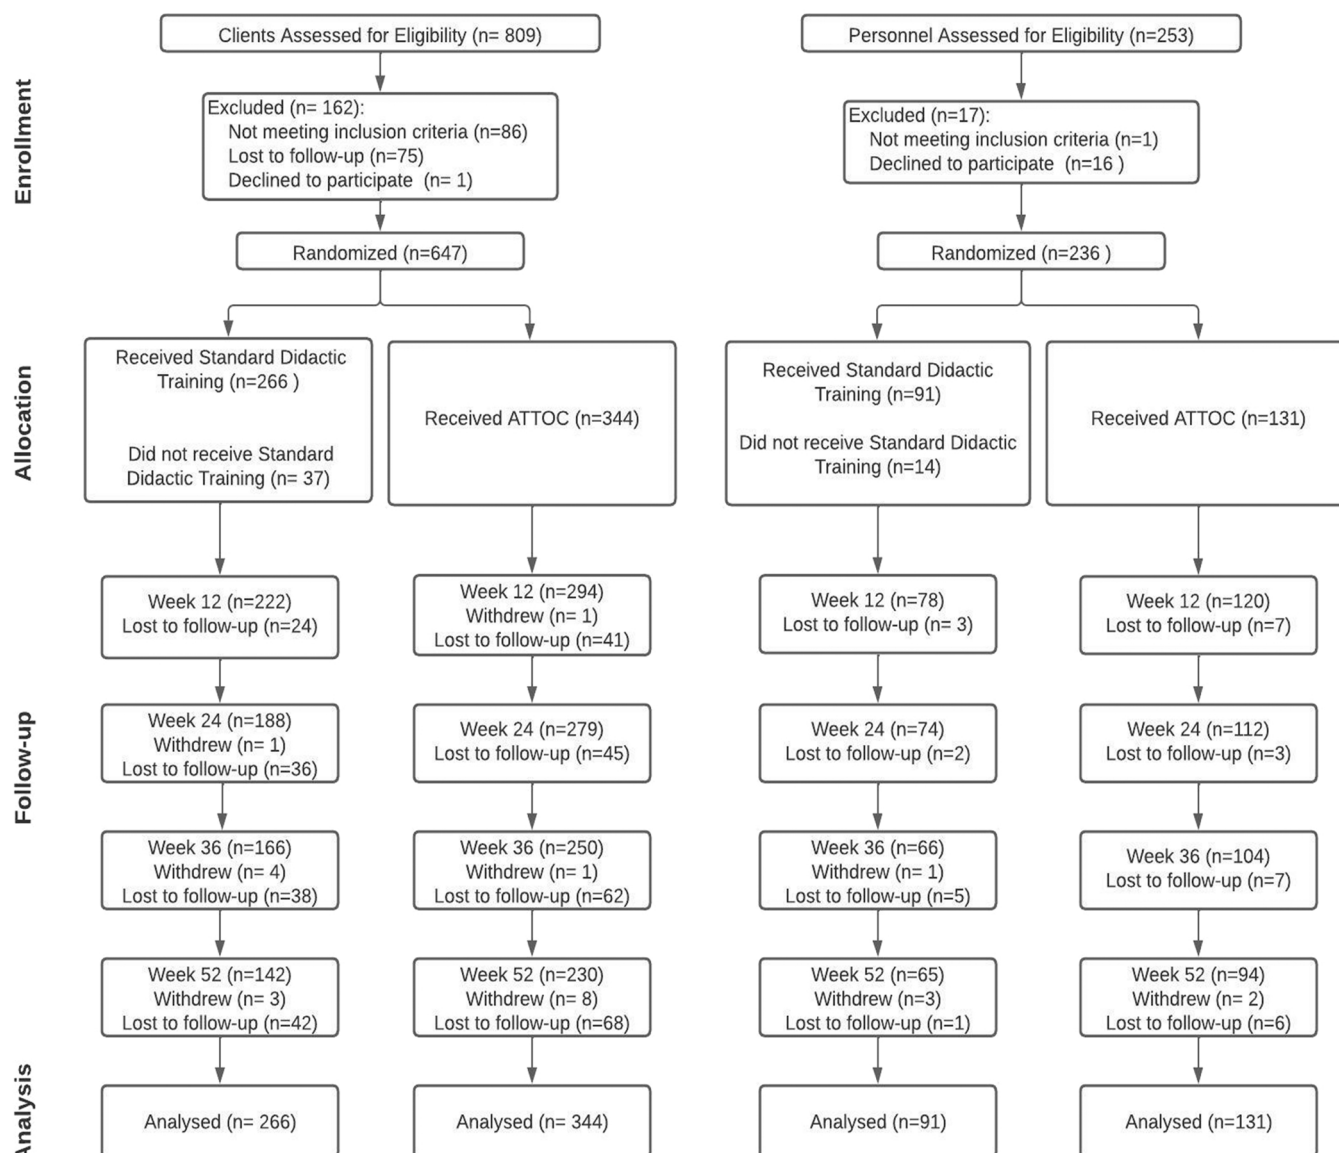 Enrollment
Clients Assessed for Eligibility (n= 809)
Excluded (n= 162):
Not meeting inclusion criteria (n=86)
Lost to follow-up (n=75)
Declined to participate (n= 1)
Randomized (n=647)
Personnel Assessed for Eligibility (n=253)
Excluded (n=17):
Not meeting inclusion criteria (n=1)
Declined to participate (n=16 )
Randomized (n=236 )
Allocation
Received Standard Didactic
Training (n=266 )
Did not receive Standard
Didactic Training (n= 37)
Received ATTOC (n=344)
Received Standard Didactic
Training (n=91)
Did not receive Standard Didactic
Training (n=14)
Received ATTOC (n=131)
Follow-up
Week 12 (n=222)
Lost to follow-up (n=24)
Week 12 (n=294)
Withdrew (n= 1)
Lost to follow-up (n=41)
Week 12 (n=78)
Lost to follow-up (n= 3)
Week 12 (n=120)
Lost to follow-up (n=7)
Week 24 (n=188)
Withdrew (n= 1)
Lost to follow-up (n=36)
Week 24 (n=279)
Lost to follow-up (n=45)
Week 24 (n=74)
Lost to follow-up (n=2)
Week 24 (n=112)
Lost to follow-up (n=3)
Week 36 (n=166)
Withdrew (n= 4)
Lost to follow-up (n=38)
Week 36 (n=250)
Withdrew (n= 1)
Lost to follow-up (n=62)
Week 36 (n=66)
Withdrew (n= 1)
Lost to follow-up (n=5)
Week 36 (n=104)
Lost to follow-up (n=7)
Week 52 (n=142)
Withdrew (n= 3)
Lost to follow-up (n=42)
Week 52 (n=230)
Withdrew (n= 8)
Lost to follow-up (n=68)
Week 52 (n=65)
Withdrew (n=3)
Lost to follow-up (n=1)
Week 52 (n=94)
Withdrew (n= 2)
Lost to follow-up (n=6)
Analysis
Analysed (n= 266)
Analysed (n= 344)
Analysed (n=91)
Analysed (n=131)